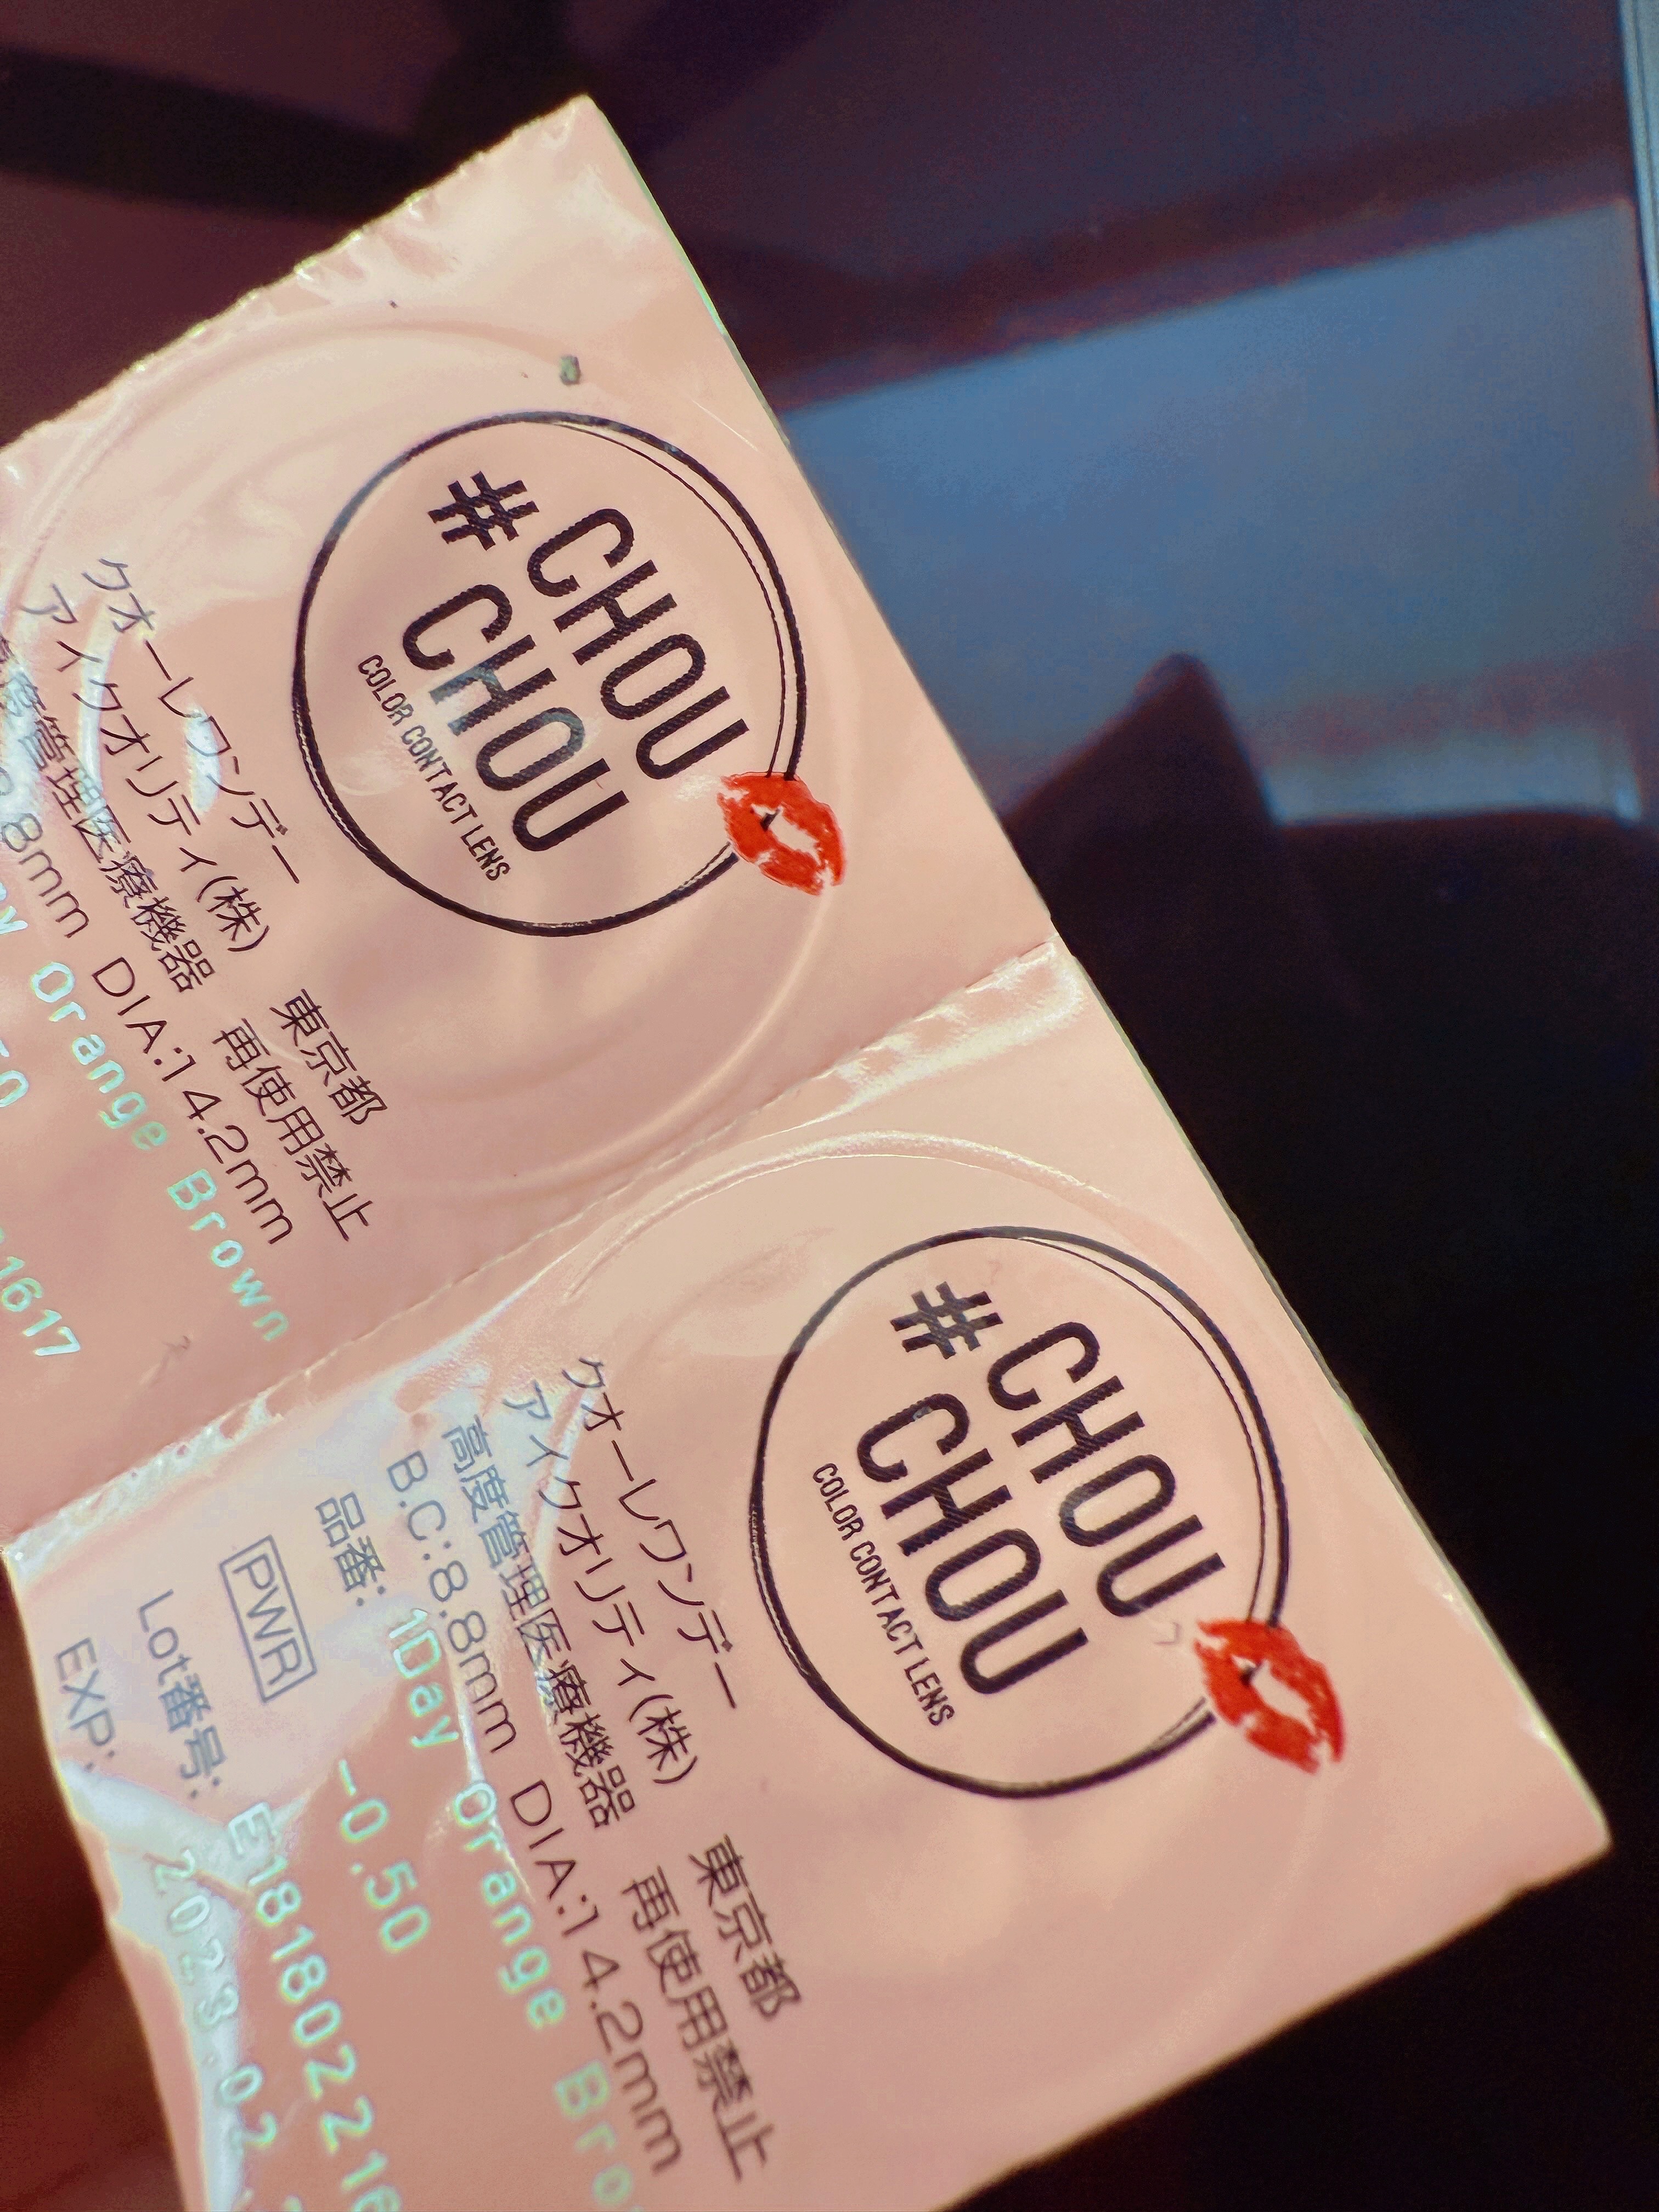 #CHOU
CHOU
COLOR CONTACT LENS
クオーレワンデー
アイクオリティ(株) 東京都
高度管理医療機器 再使用禁止
8.8mm DIA:14.2mm
Orange Brown
1617
#CHOU
CHOU
COLOR CONTACT LENS
クオーレワンデー
アイクオリティ(株) 東京都
高度管理医療機器 再使用禁止
B.C:8.8mm DIA:14.2mm
品番: 1Day Orange Bro
PWR -0.50
Lot番号: E181802216
EXP: 2023.02